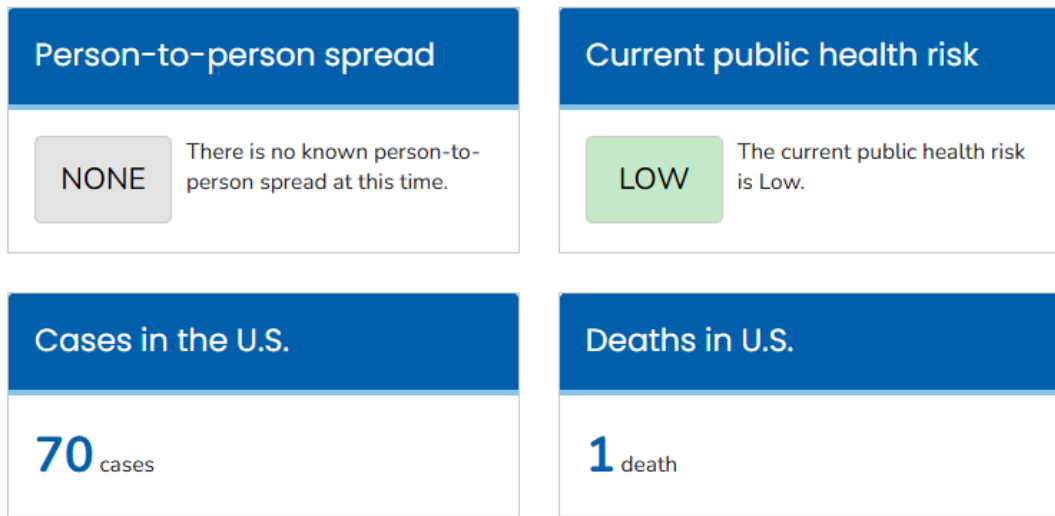 Person-to-person spread
NONE
There is no known person-to-
person spread at this time.
Current public health risk
LOW
The current public health risk
is Low.
Cases in the U.S.
70 cases
Deaths in U.S.
1 death